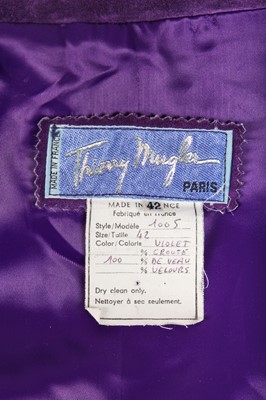 MADE IN FRANCE
Thierry Mugler
PARIS
MADE IN 42 NCE
Fabriqué en France
Style/Modèle 1005
Size/Taille 42
Color/Coloris VIOLET
% CROUTE
100 % DE VEAU
% VELOURS
Dry clean only.
Nettoyer à sec seulement.